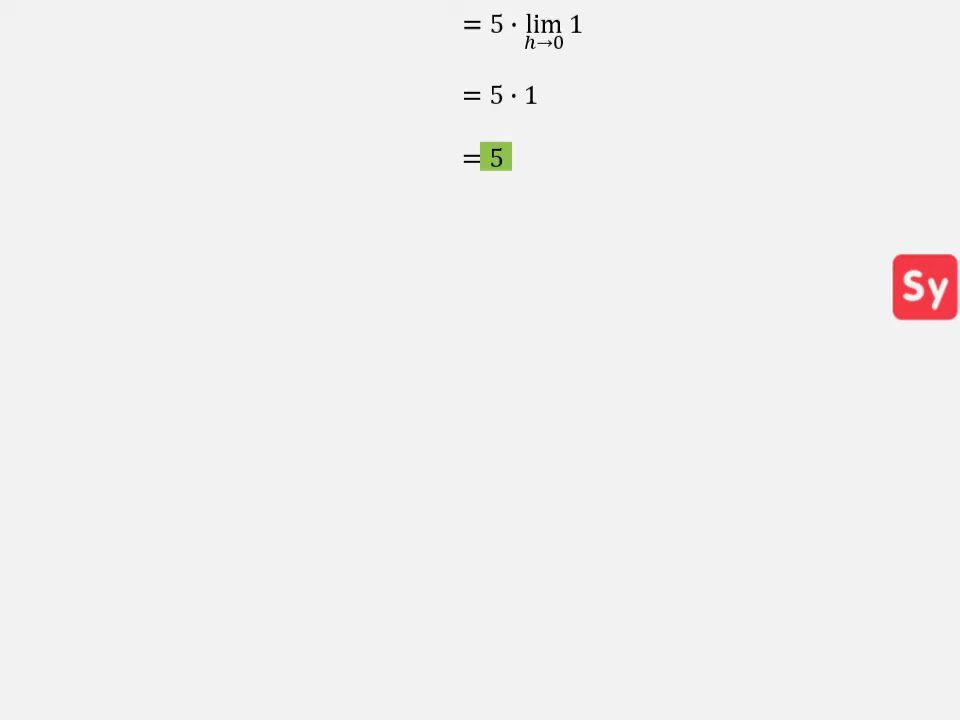 = 5 · lim 1
h→0
= 5 · 1
= 5
Sy